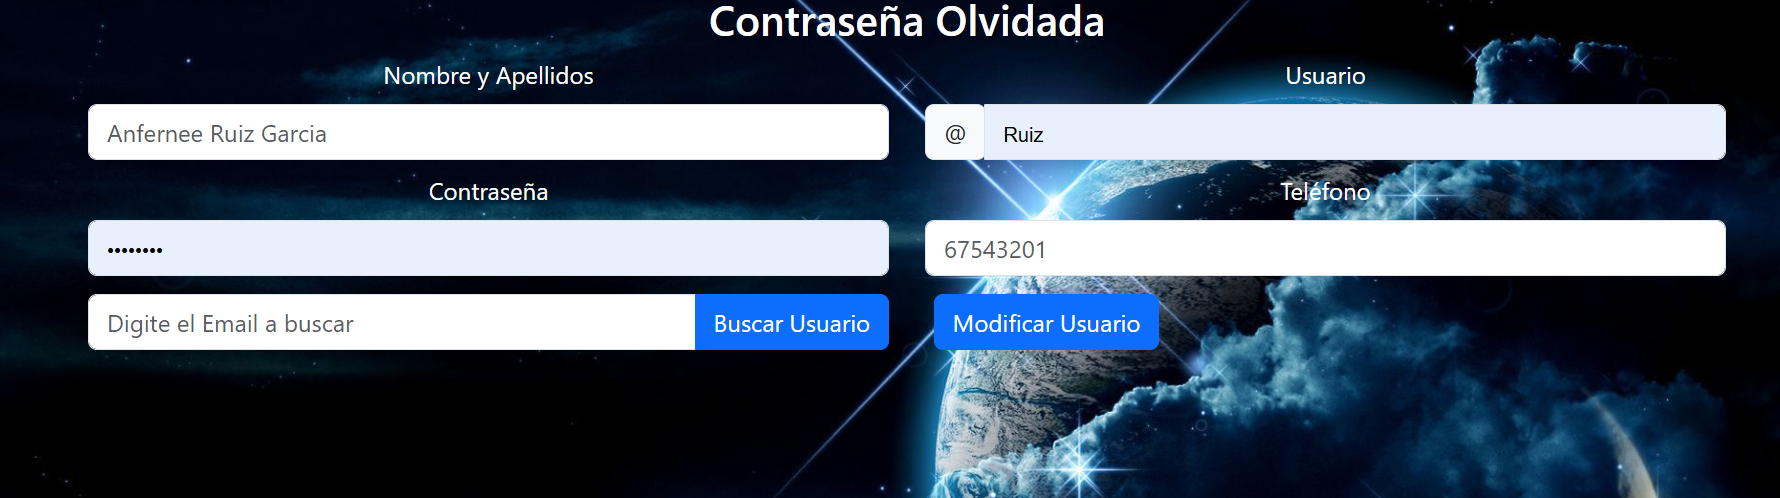 Contraseña Olvidada
Nombre y Apellidos
Usuario
Anfernee Ruiz Garcia
@ Ruiz
Contraseña
Teléfono
••••••••
67543201
Digite el Email a buscar
Buscar Usuario
Modificar Usuario